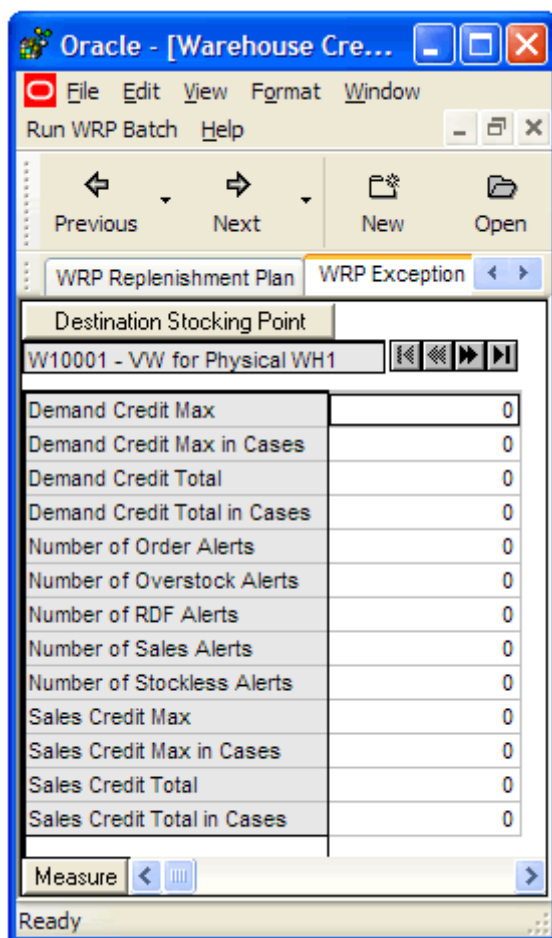 Oracle - [Warehouse Cre...
File Edit View Format Window
Run WRP Batch Help
Previous Next New Open
WRP Replenishment Plan WRP Exception
Destination Stocking Point
W10001 - VW for Physical WH1
Demand Credit Max 0
Demand Credit Max in Cases 0
Demand Credit Total 0
Demand Credit Total in Cases 0
Number of Order Alerts 0
Number of Overstock Alerts 0
Number of RDF Alerts 0
Number of Sales Alerts 0
Number of Stockless Alerts 0
Sales Credit Max 0
Sales Credit Max in Cases 0
Sales Credit Total 0
Sales Credit Total in Cases 0
Measure
Ready